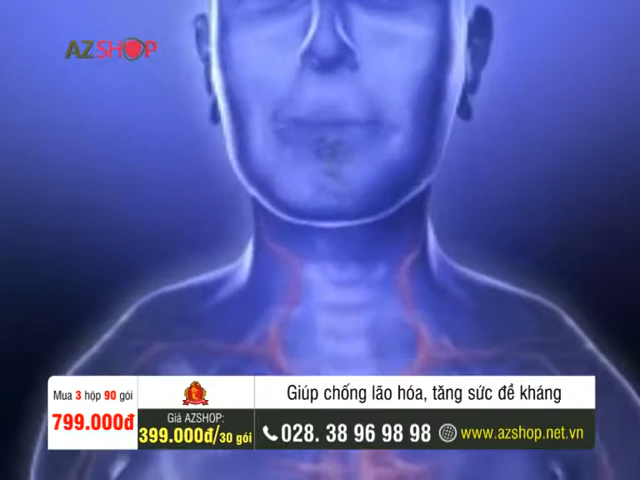 AZSHOP
Mua 3 hộp 90 gói
799.000đ
Giá AZSHOP:
399.000đ/30 gói
Giúp chống lão hóa, tăng sức đề kháng
028. 38 96 98 98
www.azshop.net.vn